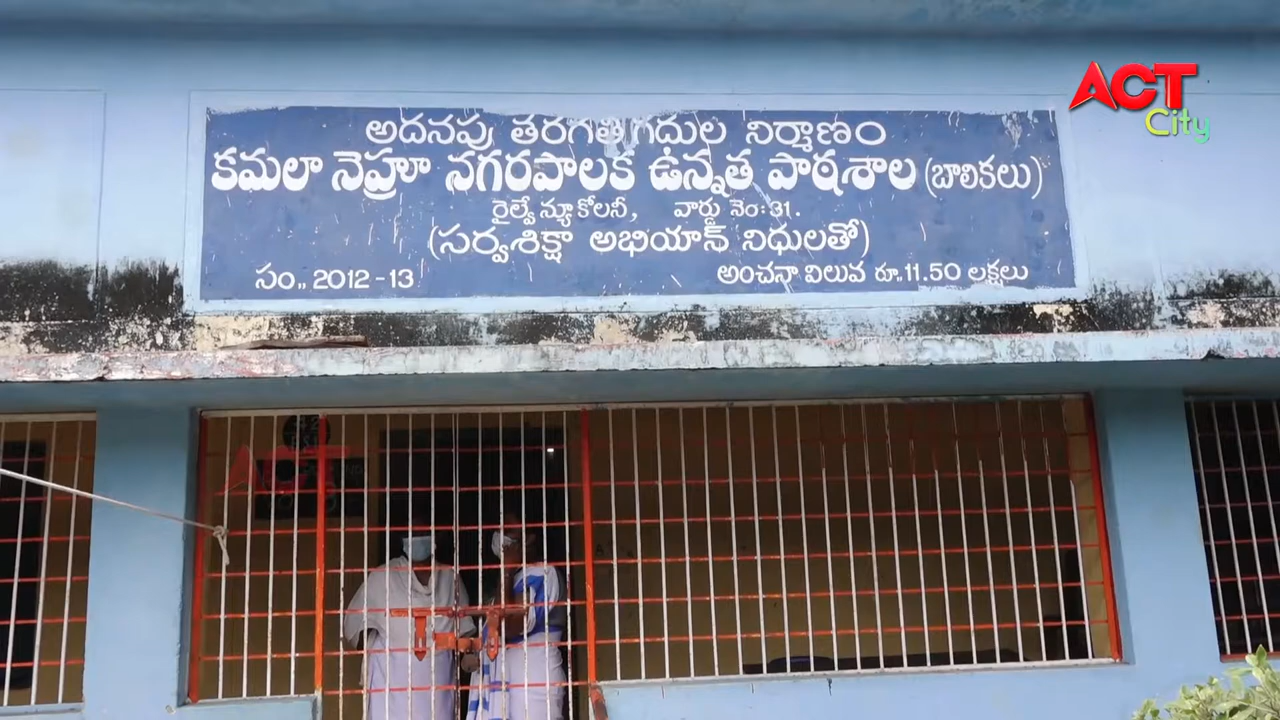 ACT
City
అదనపు తరగతి గదుల నిర్మాణం
కమలా నెహ్రూ నగరపాలక ఉన్నత పాఠశాల (బాలికలు)
రైల్వే న్యూ కోలనీ, వార్డు నెం:31.
(సర్వశిక్షా అభియాన్ నిధులతో)
సం,, 2012-13 అంచనా విలువ రూ.11.50 లక్షలు